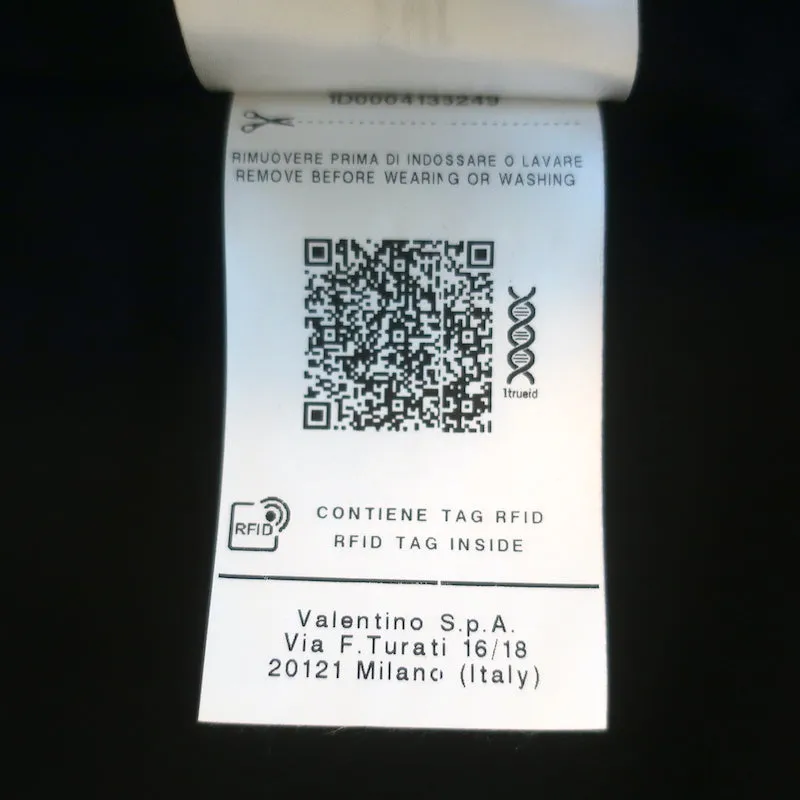 1D0004133249
RIMUOVERE PRIMA DI INDOSSARE O LAVARE
REMOVE BEFORE WEARING OR WASHING
1trueid
RFID
CONTIENE TAG RFID
RFID TAG INSIDE
Valentino S.p.A.
Via F.Turati 16/18
20121 Milano (Italy)